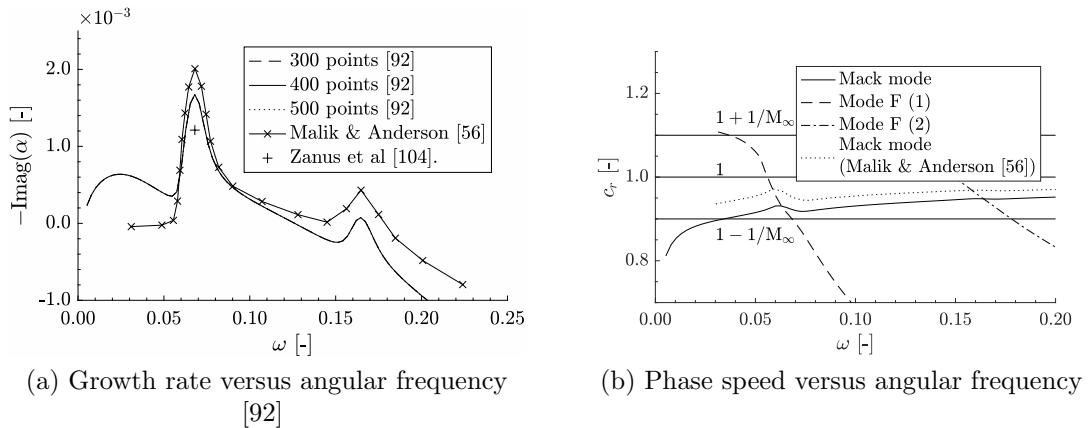 ×10⁻³
2.0
1.0
0.0
-1.0
−Imag(α) [-]
0.00 0.05 0.10 0.15 0.20 0.25
ω [-]
300 points [92]
400 points [92]
500 points [92]
Malik & Anderson [56]
Zanus et al [104].
(a) Growth rate versus angular frequency
[92]
1.2
1.1
1.0
0.9
0.8
c_r [-]
0.00 0.05 0.10 0.15 0.20
ω [-]
Mack mode
Mode F (1)
Mode F (2)
Mack mode
(Malik & Anderson [56])
1 + 1/M∞
1
1 − 1/M∞
(b) Phase speed versus angular frequency